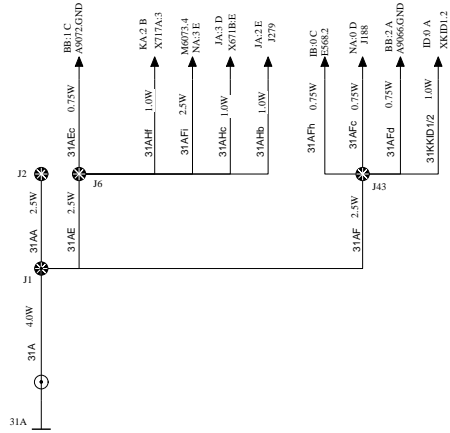 BB:1 C
A9072.GND
KA:2 B
X717A:3
M6073.4
NA:3 E
JA:3 D
X671B:E
JA:2 E
J279
IB:0 C
E568.2
NA:0 D
J188
BB:2 A
A9066.GND
ID:0 A
XKID1.2
0.75W
1.0W
2.5W
1.0W
1.0W
0.75W
0.75W
0.75W
1.0W
31AEc
31AHf
31AFi
31AHc
31AHb
31AFh
31AFc
31AFd
31KKID1/2
J2
J6
J43
2.5W
2.5W
2.5W
31AA
31AE
31AF
J1
4.0W
31A
31A